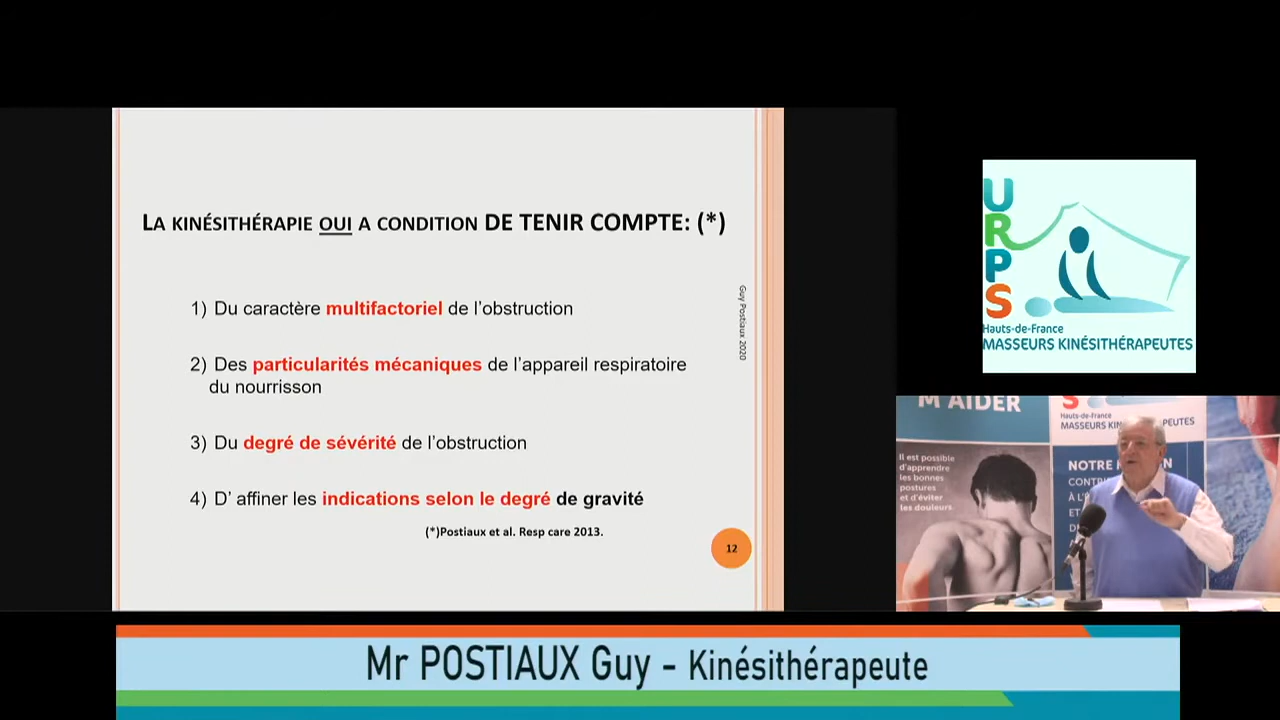 LA KINÉSITHÉRAPIE OUI A CONDITION DE TENIR COMPTE: (*)
1) Du caractère multifactoriel de l'obstruction
2) Des particularités mécaniques de l'appareil respiratoire
du nourrisson
3) Du degré de sévérité de l'obstruction
4) D' affiner les indications selon le degré de gravité
(*)Postiaux et al. Resp care 2013.
12
Guy Postiaux 2020
URPS
Hauts-de-France
MASSEURS KINÉSITHÉRAPEUTES
M'AIDER
Il est possible
d'apprendre
les bonnes
postures
et d'éviter
les douleurs
S
Hauts-de-France
MASSEURS
NOTRE
Mr POSTIAUX Guy - Kinésithérapeute